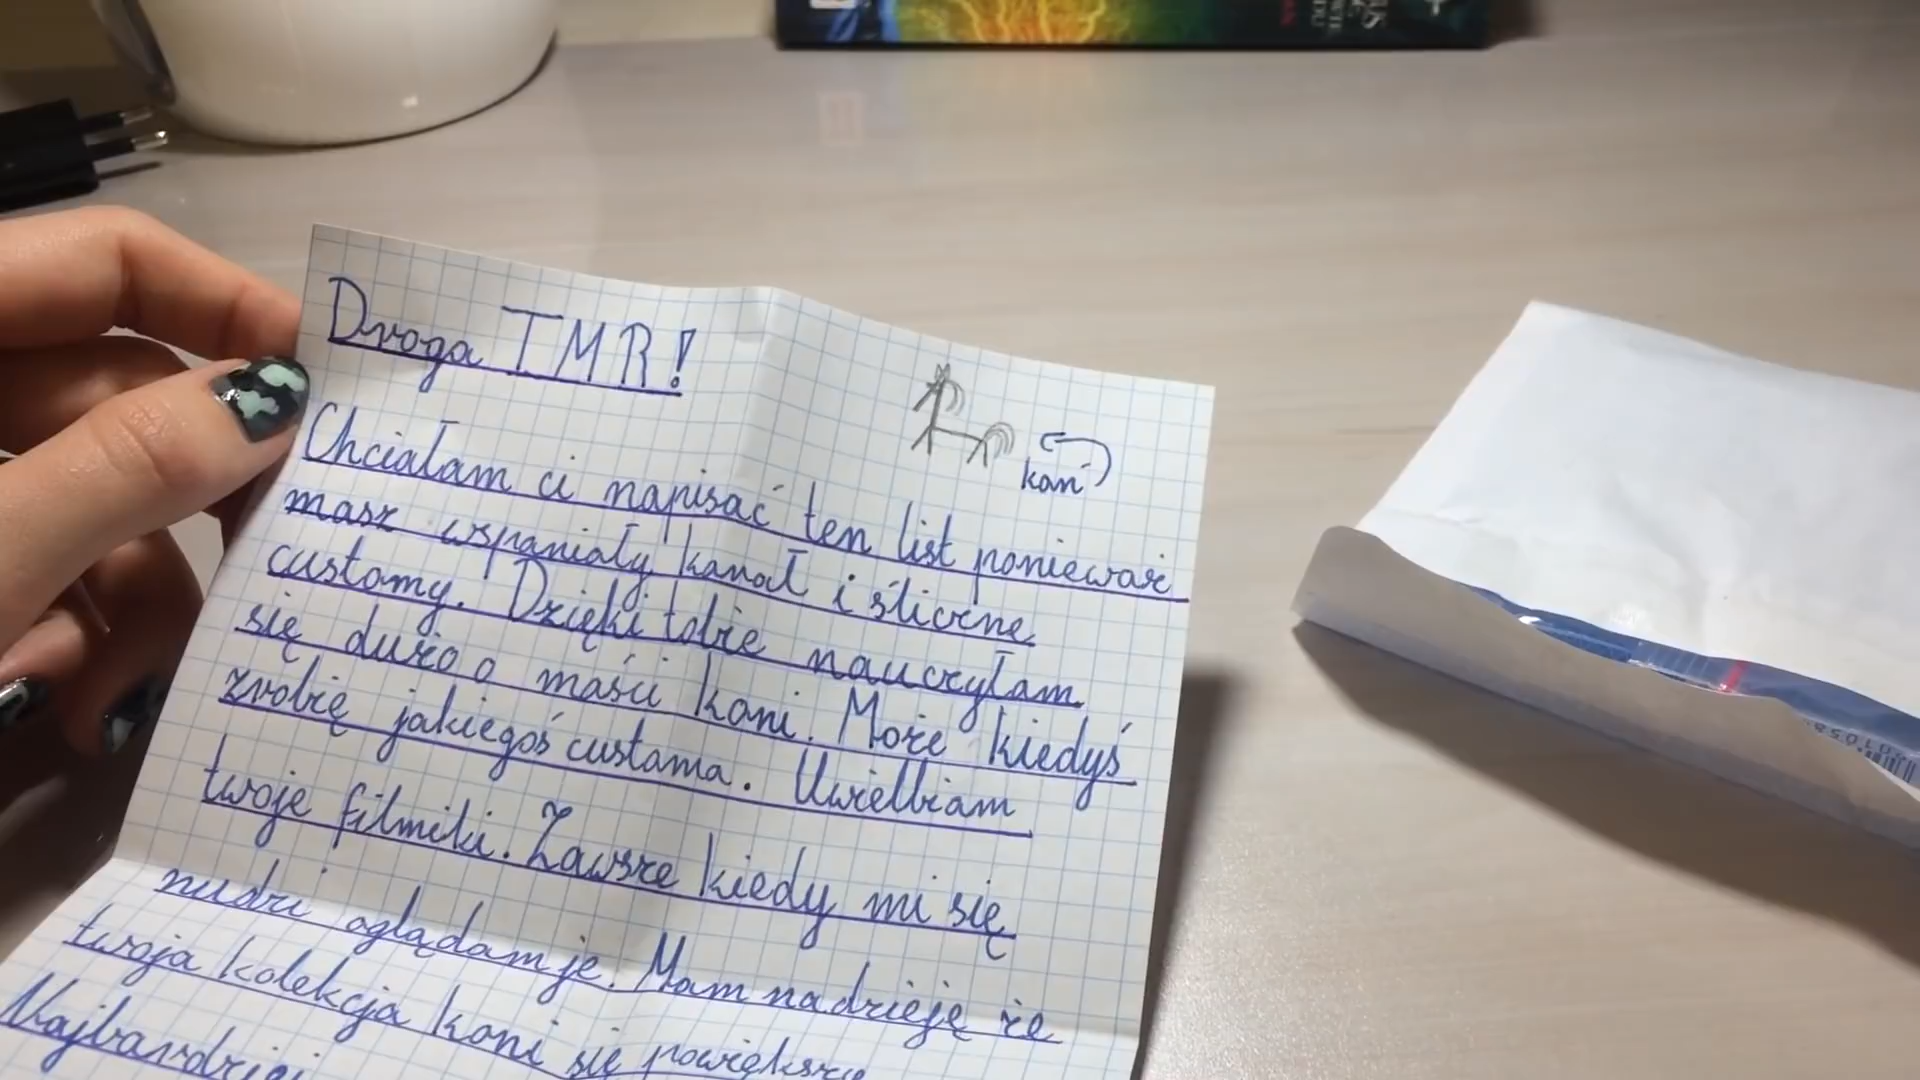 Droga TMR!
koń
Chciałam ci napisać ten list ponieważ
masz wspaniały kanał i śliczne
customy. Dzięki tobie nauczyłam
się dużo o maści koni. Może kiedyś
zrobię jakiegoś customa. Uwielbiam
twoje filmiki. Zawsze kiedy mi się
nudzi oglądam je. Mam nadzieję że
twoja kolekcja koni się powiększy
Najbardziej